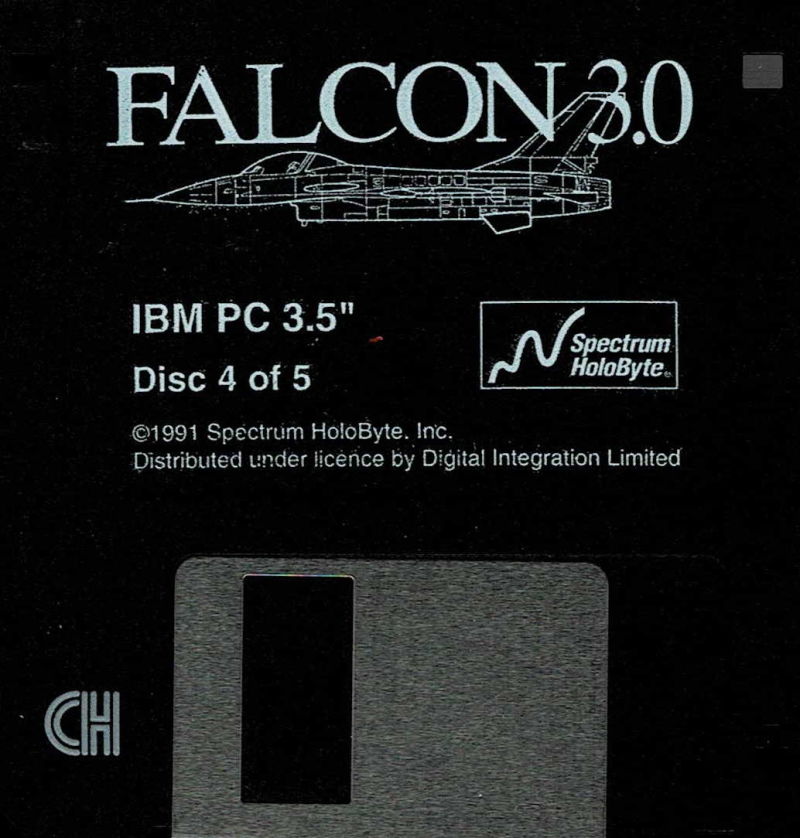 FALCON 3.0
IBM PC 3.5"
Disc 4 of 5
Spectrum
HoloByte®
©1991 Spectrum HoloByte, Inc.
Distributed under licence by Digital Integration Limited
CH